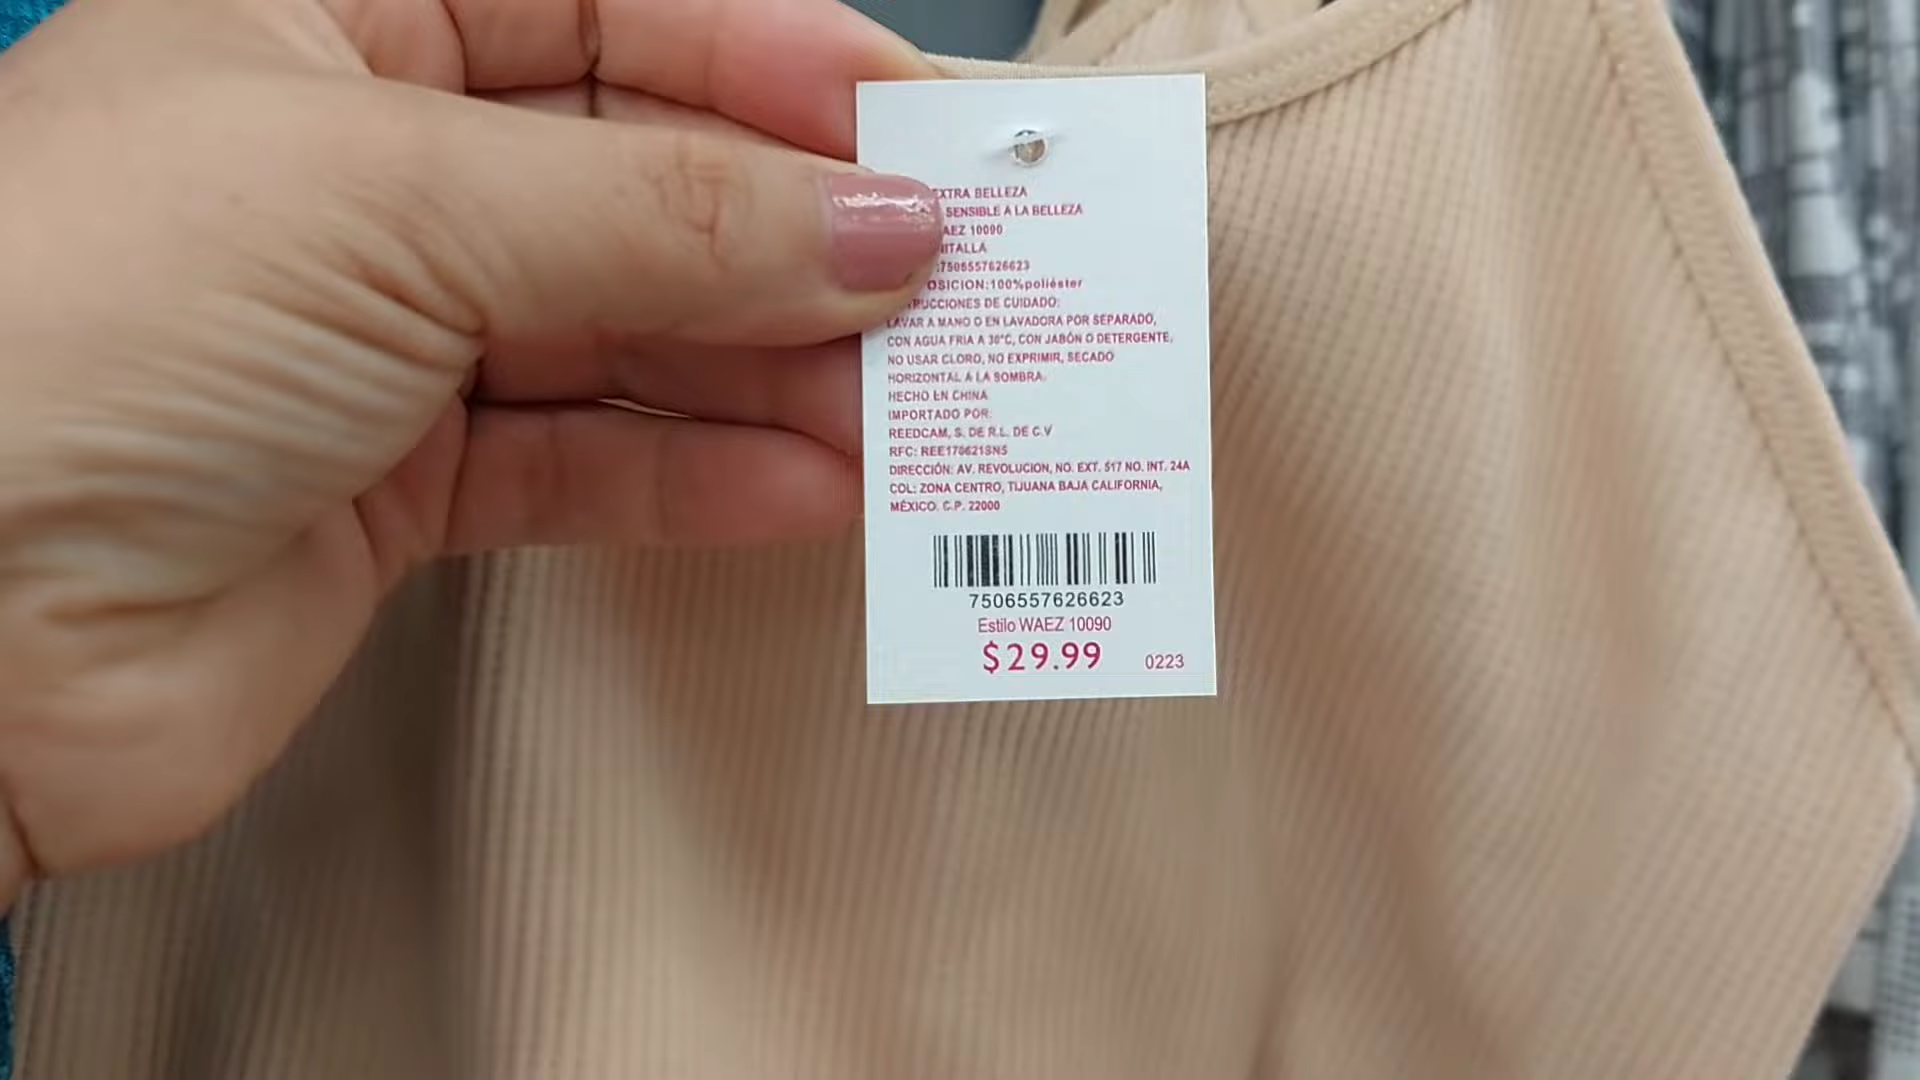 EXTRA BELLEZA
SENSIBLE A LA BELLEZA
AEZ 10090
ITALLA
:7506557626623
OSICION:100%poliéster
RUCCIONES DE CUIDADO:
LAVAR A MANO O EN LAVADORA POR SEPARADO,
CON AGUA FRIA A 30°C, CON JABÓN O DETERGENTE,
NO USAR CLORO, NO EXPRIMIR, SECADO
HORIZONTAL A LA SOMBRA.
HECHO EN CHINA
IMPORTADO POR:
REEDCAM, S. DE R.L. DE C.V
RFC: REE170621SN5
DIRECCIÓN: AV. REVOLUCION, NO. EXT. 517 NO. INT. 24A
COL: ZONA CENTRO, TIJUANA BAJA CALIFORNIA,
MÉXICO. C.P. 22000
7506557626623
Estilo WAEZ 10090
$29.99 0223